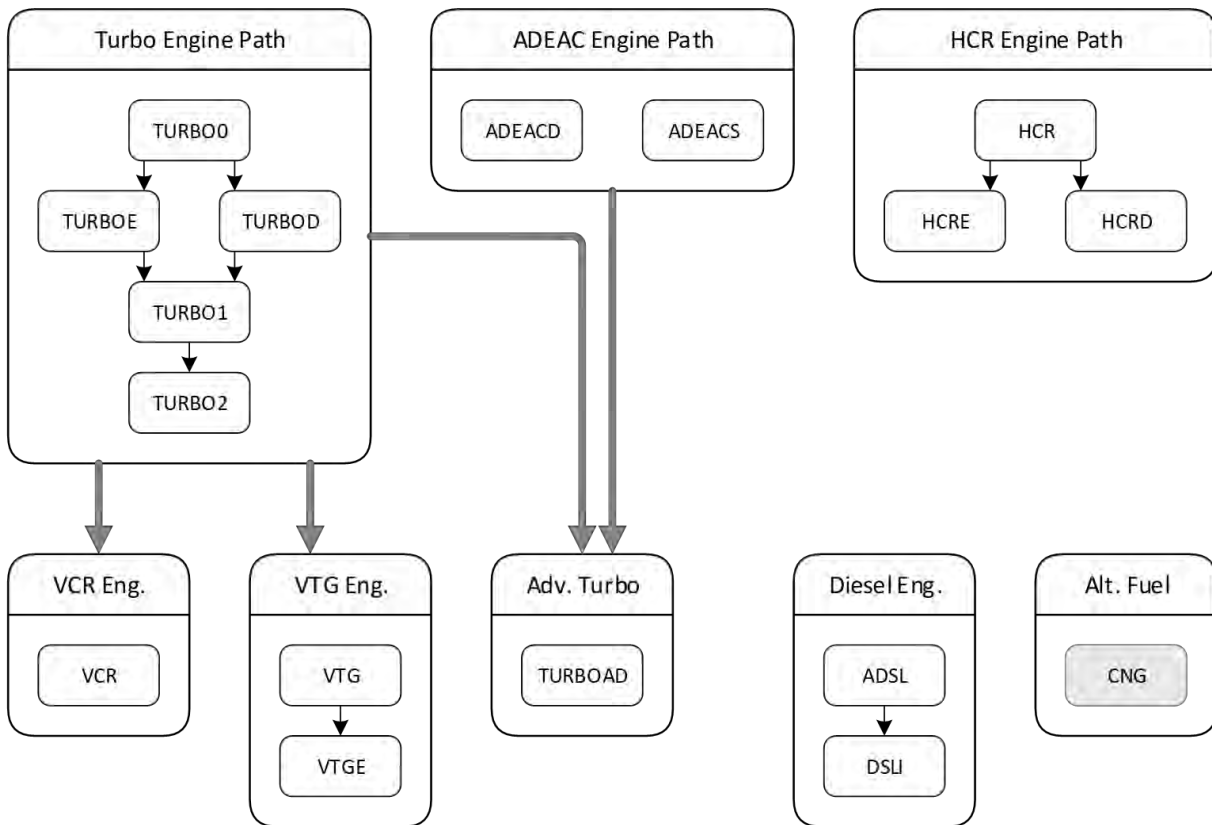 Turbo Engine Path
TURBO0
TURBOE
TURBOD
TURBO1
TURBO2
ADEAC Engine Path
ADEACD
ADEACS
HCR Engine Path
HCR
HCRE
HCRD
VCR Eng.
VCR
VTG Eng.
VTG
VTGE
Adv. Turbo
TURBOAD
Diesel Eng.
ADSL
DSLI
Alt. Fuel
CNG